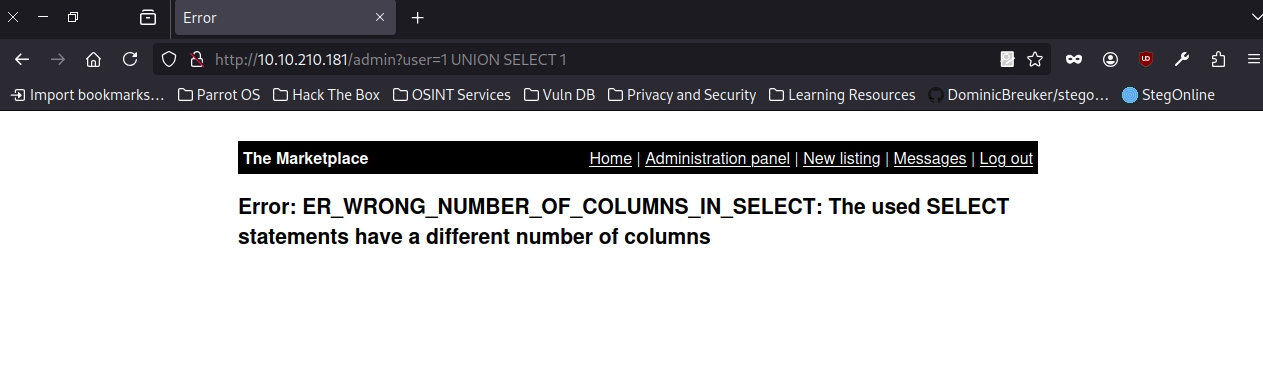 Error
http://10.10.210.181/admin?user=1 UNION SELECT 1
Import bookmarks... Parrot OS Hack The Box OSINT Services Vuln DB Privacy and Security Learning Resources DominicBreuker/stego... StegOnline
The Marketplace Home | Administration panel | New listing | Messages | Log out
Error: ER_WRONG_NUMBER_OF_COLUMNS_IN_SELECT: The used SELECT
statements have a different number of columns